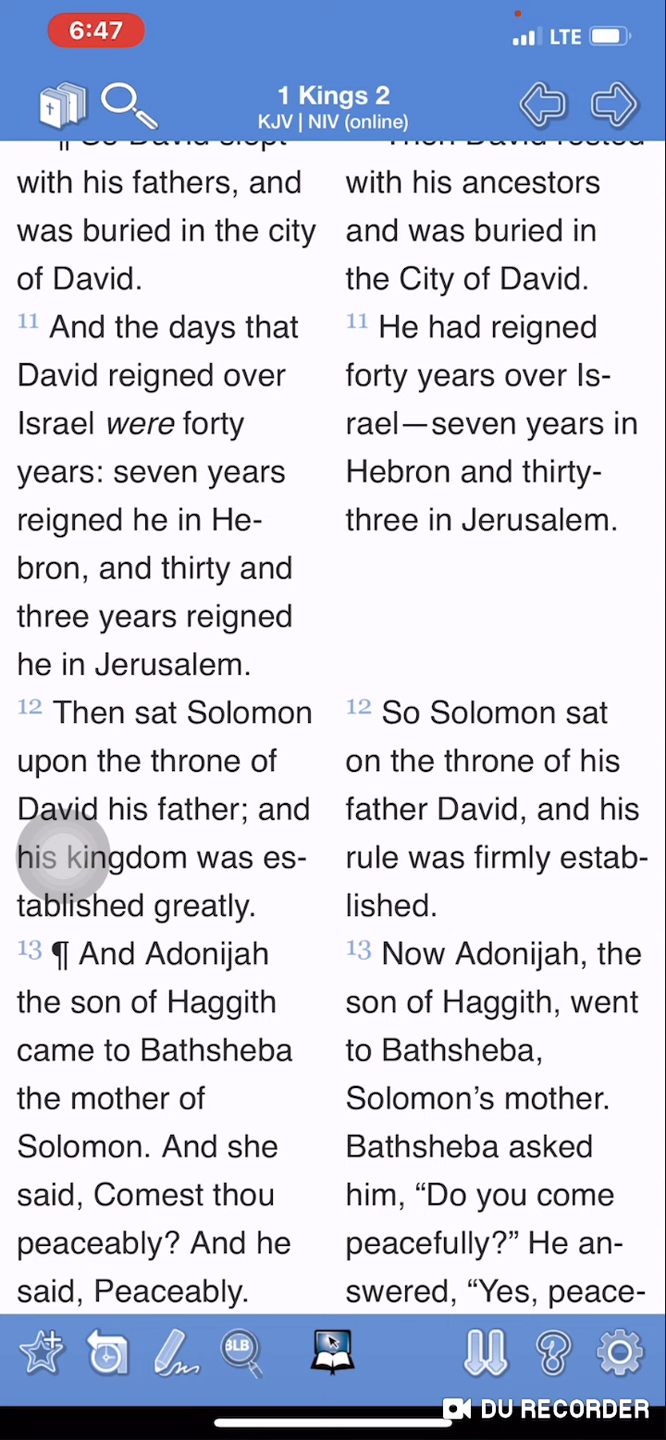 6:47
LTE
1 Kings 2
KJV | NIV (online)
¶ So David slept
with his fathers, and
was buried in the city
of David.
11 And the days that
David reigned over
Israel were forty
years: seven years
reigned he in He-
bron, and thirty and
three years reigned
he in Jerusalem.
12 Then sat Solomon
upon the throne of
David his father; and
his kingdom was es-
tablished greatly.
13 ¶ And Adonijah
the son of Haggith
came to Bathsheba
the mother of
Solomon. And she
said, Comest thou
peaceably? And he
said, Peaceably.
Then David rested
with his ancestors
and was buried in
the City of David.
11 He had reigned
forty years over Is-
rael—seven years in
Hebron and thirty-
three in Jerusalem.
12 So Solomon sat
on the throne of his
father David, and his
rule was firmly estab-
lished.
13 Now Adonijah, the
son of Haggith, went
to Bathsheba,
Solomon’s mother.
Bathsheba asked
him, “Do you come
peacefully?” He an-
swered, “Yes, peace-
BLB
DU RECORDER